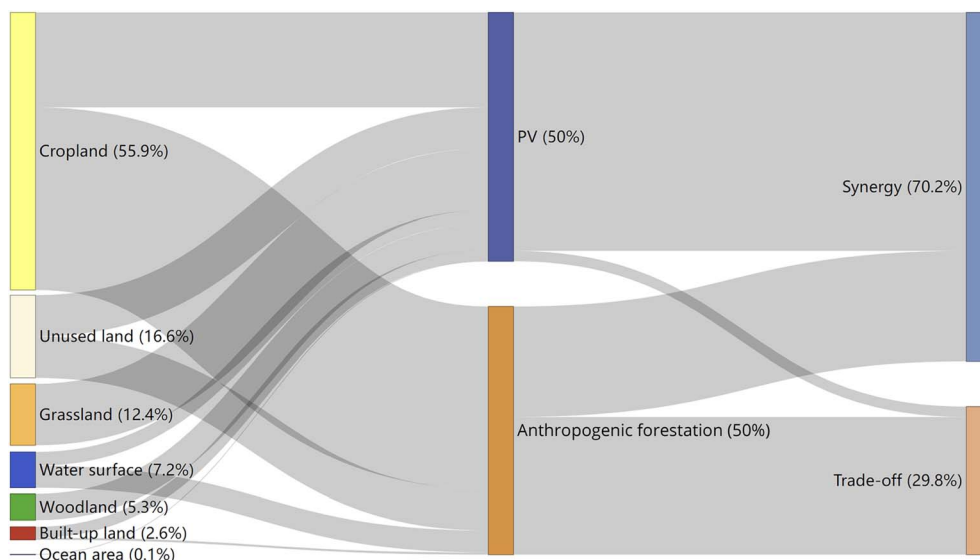 Cropland (55.9%)
Unused land (16.6%)
Grassland (12.4%)
Water surface (7.2%)
Woodland (5.3%)
Built-up land (2.6%)
Ocean area (0.1%)
PV (50%)
Anthropogenic forestation (50%)
Synergy (70.2%)
Trade-off (29.8%)